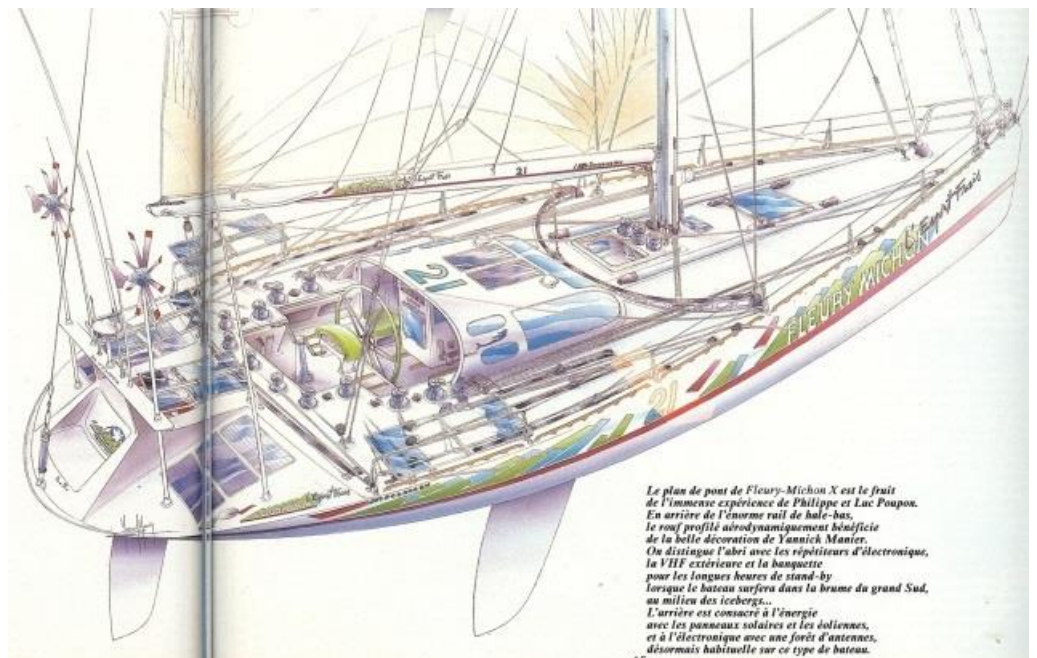 21
21
FLEURY MICHON
L'Esprit Frais
21
21
L'Esprit Frais
Le plan de pont de Fleury-Michon X est le fruit
de l'immense expérience de Philippe et Luc Poupon.
En arrière de l'énorme rail de hale-bas,
le rouf profilé aérodynamiquement bénéficie
de la belle décoration de Yannick Manier.
On distingue l'abri avec les répétiteurs d'électronique,
la VHF extérieure et la banquette
pour les longues heures de stand-by
lorsque le bateau surfera dans la brume du grand Sud,
au milieu des icebergs...
L'arrière est consacré à l'énergie
avec les panneaux solaires et les éoliennes,
et à l'électronique avec une forêt d'antennes,
désormais habituelle sur ce type de bateau.